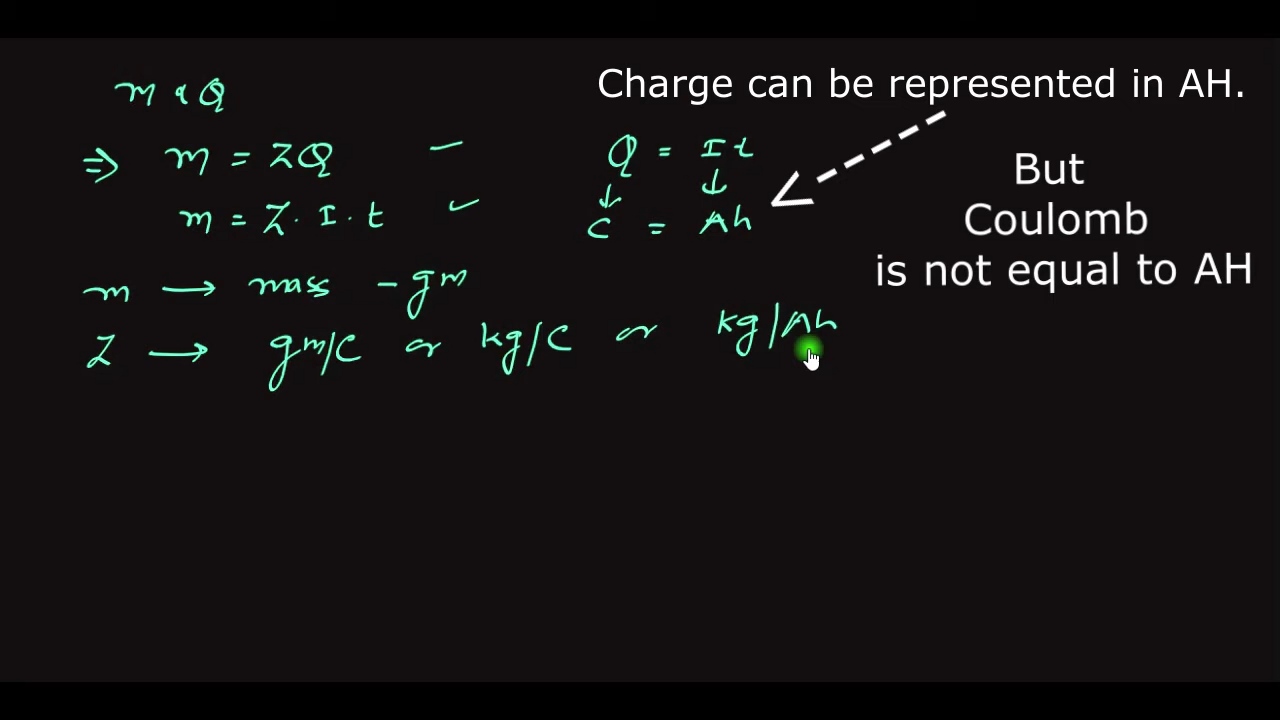 m α Q
⇒ m = ZQ –
m = Z. I. t ✓
m → mass - gm
Z → gm/C or kg/C or kg/Ah
Charge can be represented in AH.
Q = It
↓ ↓
C = Ah
But
Coulomb
is not equal to AH